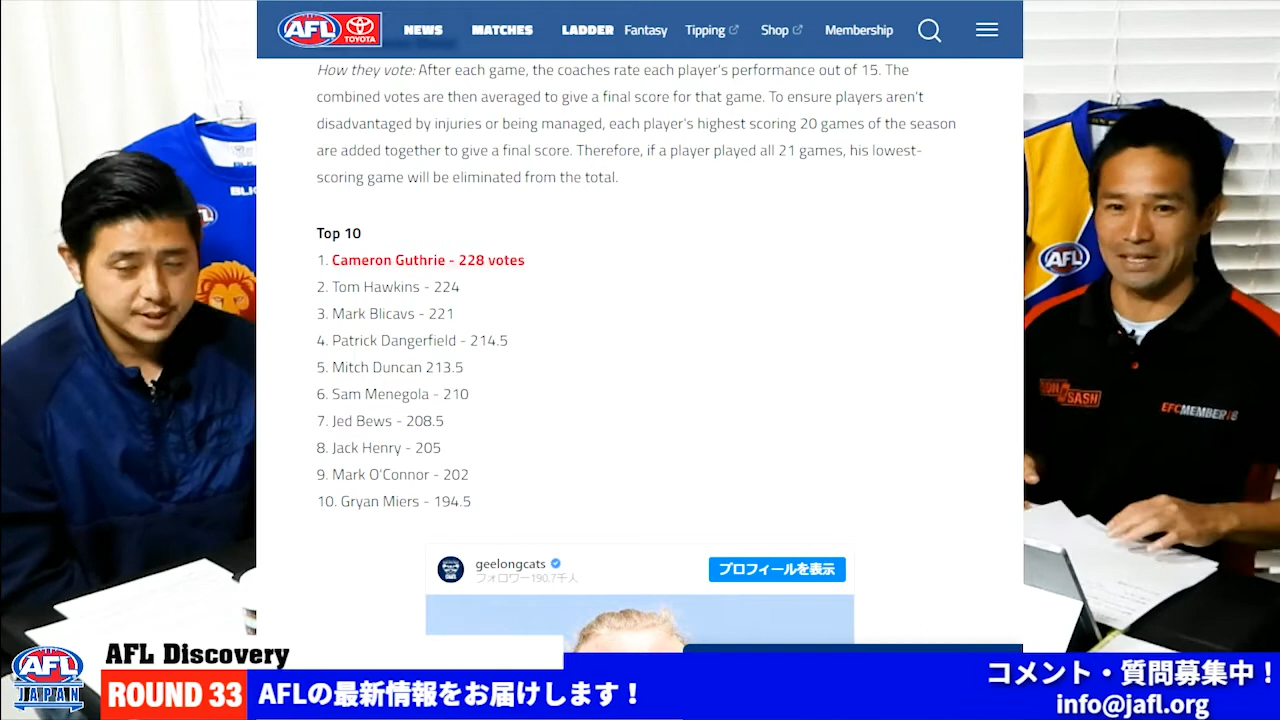 AFL
TOYOTA
NEWS MATCHES LADDER Fantasy Tipping Shop Membership
How they vote: After each game, the coaches rate each player's performance out of 15. The
combined votes are then averaged to give a final score for that game. To ensure players aren't
disadvantaged by injuries or being managed, each player's highest scoring 20 games of the season
are added together to give a final score. Therefore, if a player played all 21 games, his lowest-
scoring game will be eliminated from the total.
Top 10
1. Cameron Guthrie - 228 votes
2. Tom Hawkins - 224
3. Mark Blicavs - 221
4. Patrick Dangerfield - 214.5
5. Mitch Duncan 213.5
6. Sam Menegola - 210
7. Jed Bews - 208.5
8. Jack Henry - 205
9. Mark O'Connor - 202
10. Gryan Miers - 194.5
geelongcats
フォロワー190.7千人
プロフィールを表示
AFL
SASH
EFCMEMBER
AFL
JAPAN
AFL Discovery
ROUND 33
AFLの最新情報をお届けします！
コメント・質問募集中！
info@jafl.org